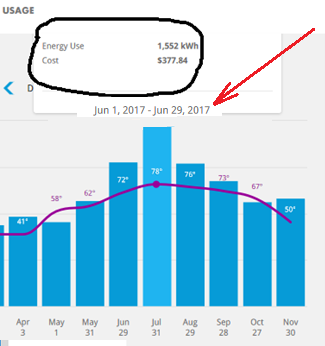 USAGE
Energy Use 1,552 kWh
Cost $377.84
D
Jun 1, 2017 - Jun 29, 2017
41° 58° 62° 72° 78° 76° 73° 67° 50°
Apr May May Jun Jul Aug Sep Oct Nov
3 1 31 29 31 29 28 27 30